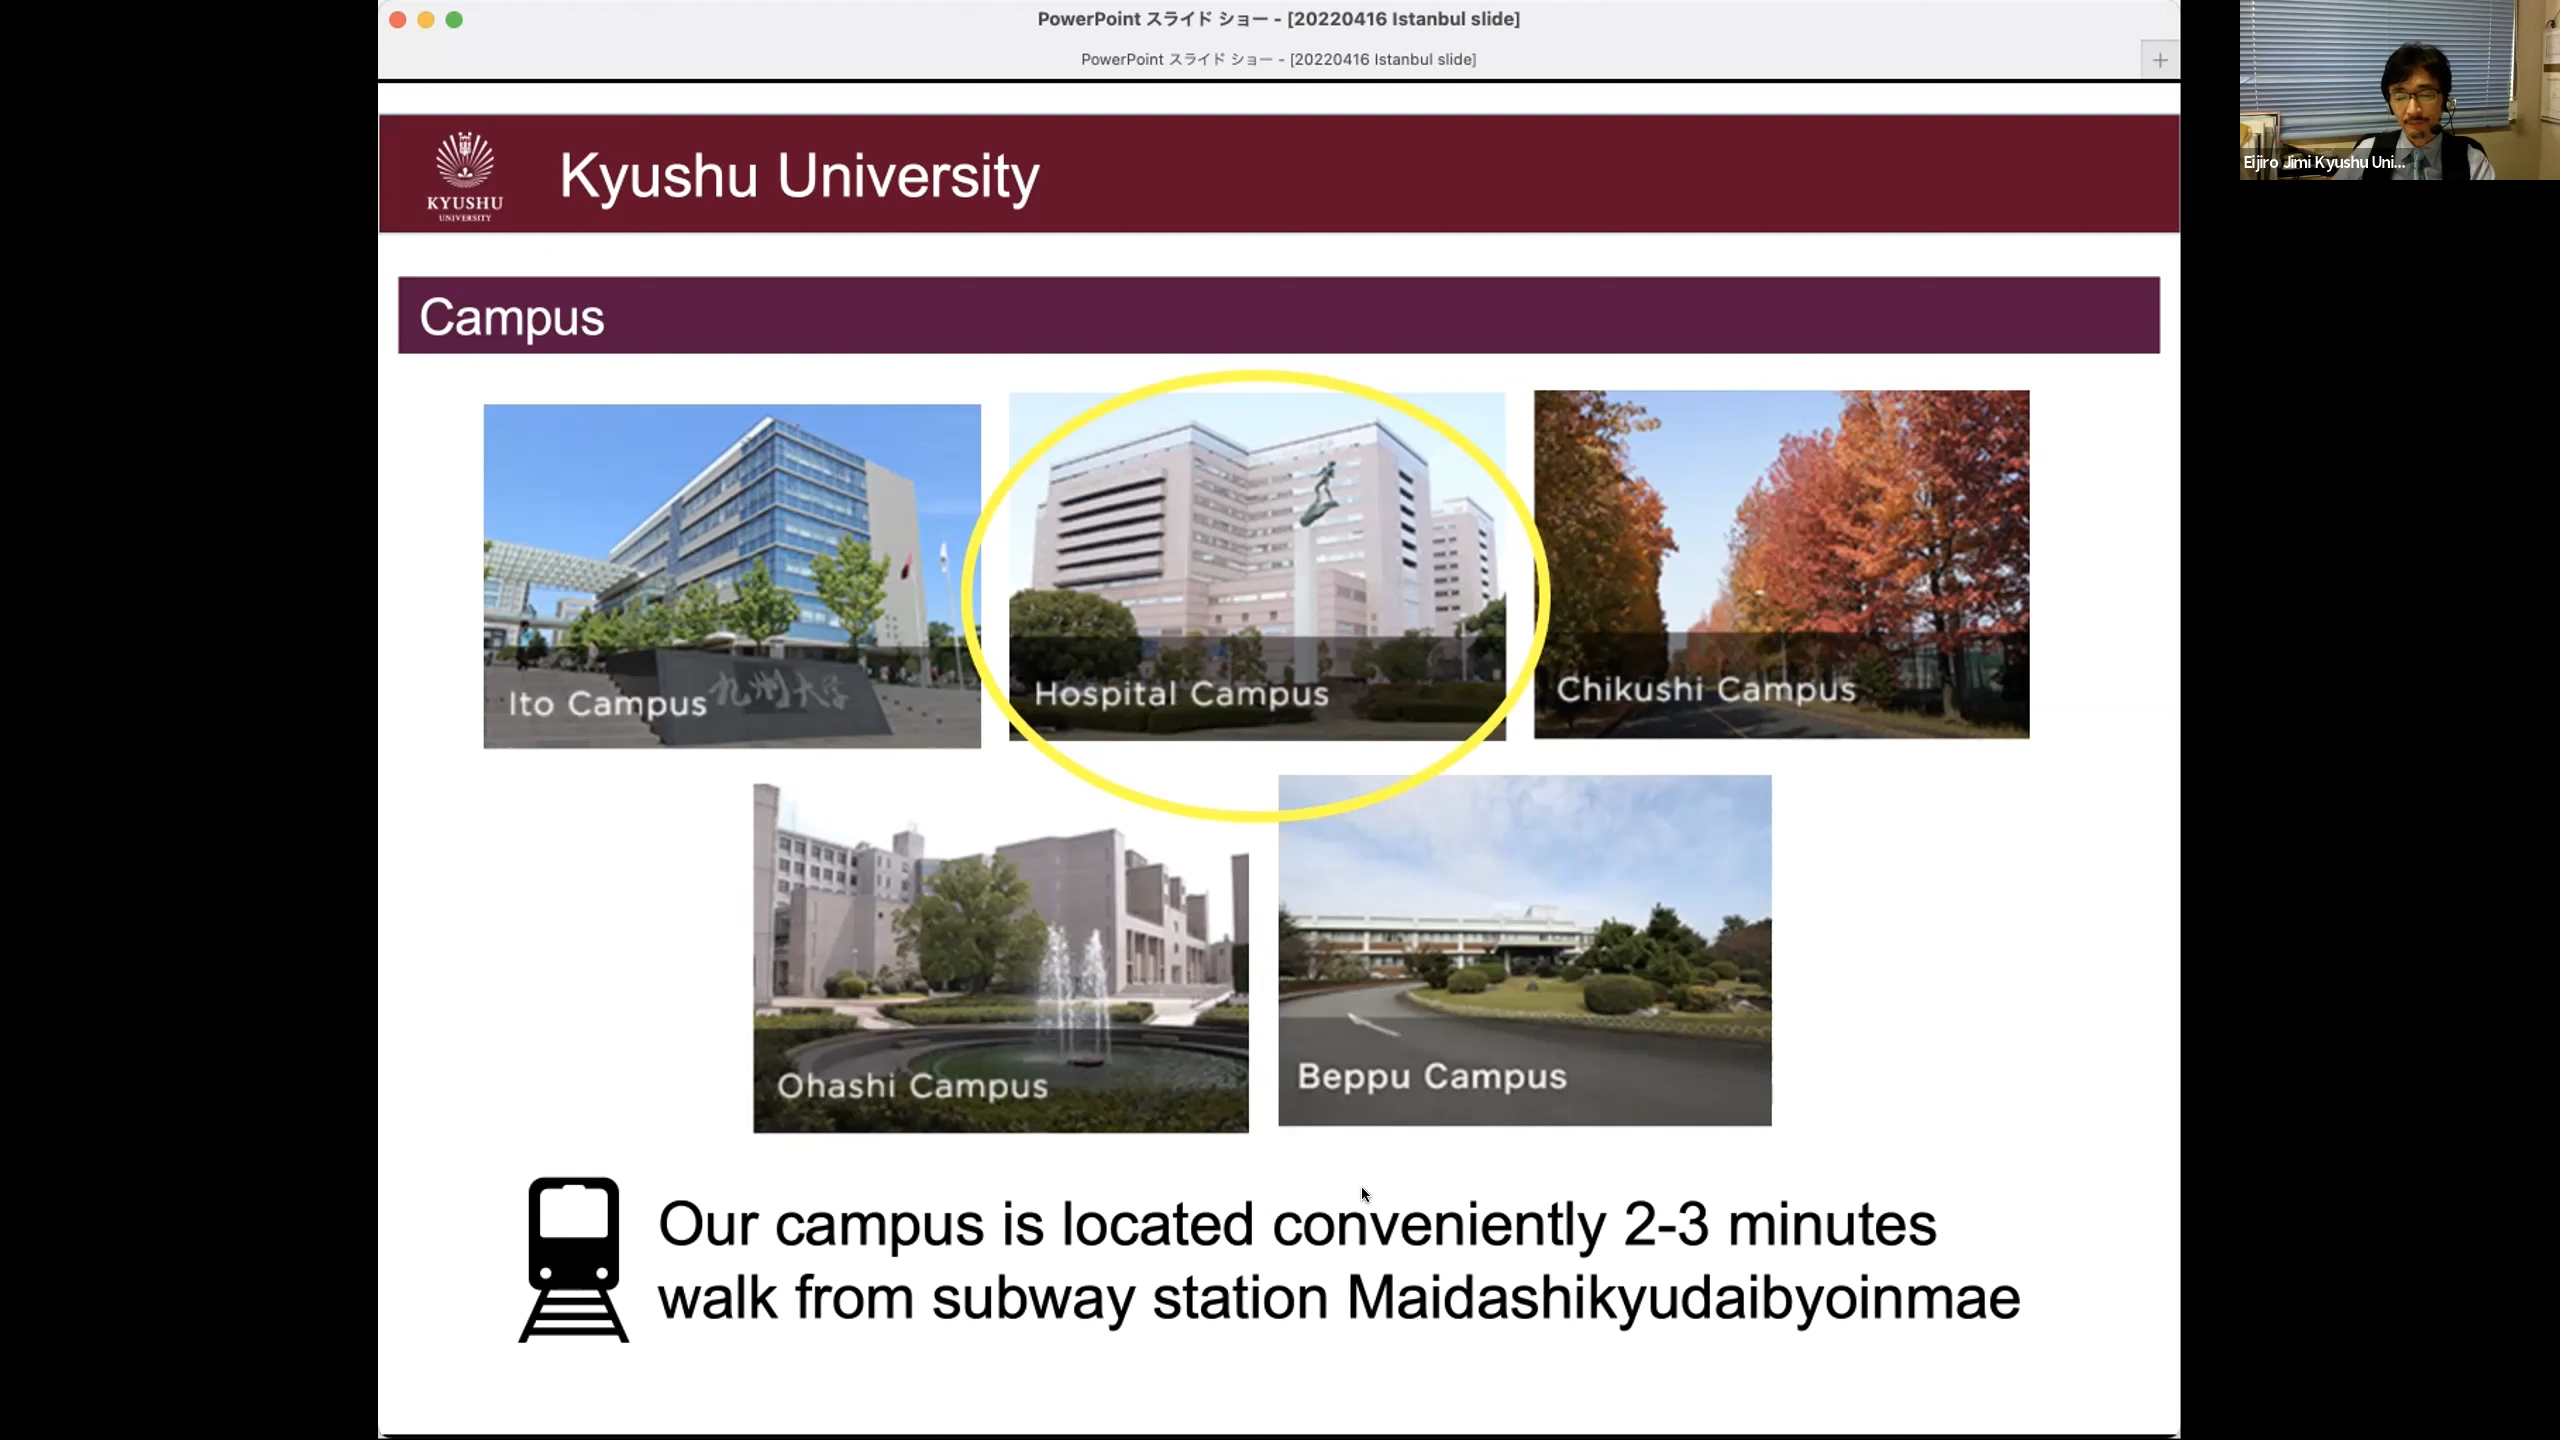 PowerPoint スライド ショー - [20220416 Istanbul slide]
PowerPoint スライド ショー - [20220416 Istanbul slide]
Eijiro Jimi Kyushu Uni...
KYUSHU
UNIVERSITY
Kyushu University
Campus
九州大学
Ito Campus
Hospital Campus
Chikushi Campus
Ohashi Campus
Beppu Campus
Our campus is located conveniently 2-3 minutes
walk from subway station Maidashikyudaibyoinmae